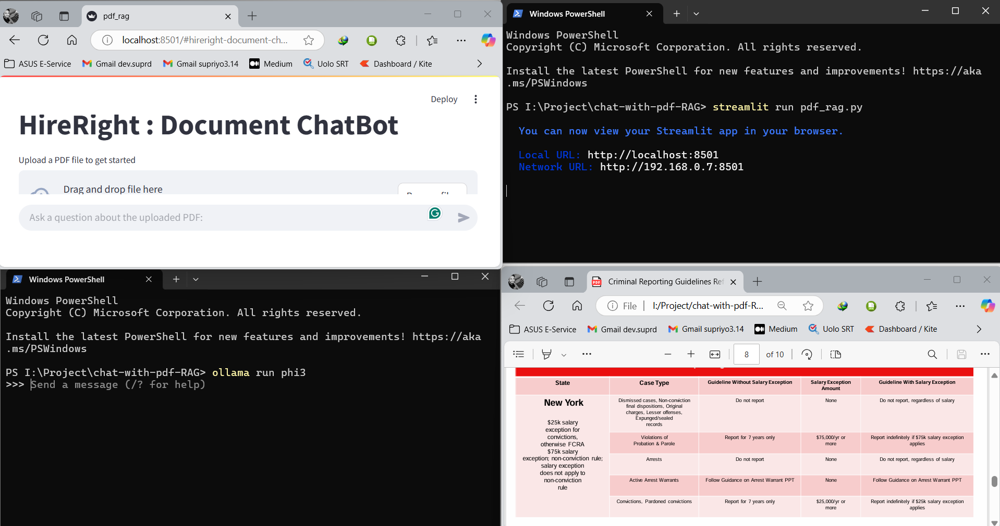 pdf_rag
localhost:8501/#hireright-document-ch...
ASUS E-Service
Gmail dev.suprd
Gmail supriyo3.14
Medium
Uolo SRT
Dashboard / Kite
Deploy
HireRight : Document ChatBot
Upload a PDF file to get started
Drag and drop file here
Ask a question about the uploaded PDF:
Windows PowerShell
Windows PowerShell
Copyright (C) Microsoft Corporation. All rights reserved.
Install the latest PowerShell for new features and improvements! https://aka
.ms/PSWindows
PS I:\Project\chat-with-pdf-RAG> streamlit run pdf_rag.py
You can now view your Streamlit app in your browser.
Local URL: http://localhost:8501
Network URL: http://192.168.0.7:8501
Windows PowerShell
Windows PowerShell
Copyright (C) Microsoft Corporation. All rights reserved.
Install the latest PowerShell for new features and improvements! https://aka
.ms/PSWindows
PS I:\Project\chat-with-pdf-RAG> ollama run phi3
>>> Send a message (/? for help)
Criminal Reporting Guidelines Ref
File
I:/Project/chat-with-pdf-R...
ASUS E-Service
Gmail dev.suprd
Gmail supriyo3.14
Medium
Uolo SRT
Dashboard / Kite
8 of 10
State
Case Type
Guideline Without Salary Exception
Salary Exception
Amount
Guideline With Salary Exception
New York
$25k salary
exception for
convictions,
otherwise FCRA
$75k salary
exception; non-conviction rule;
salary exception
does not apply to
non-conviction
rule
Dismissed cases, Non-conviction
final dispositions, Original
charges, Lesser offenses,
Expunged/sealed
records
Do not report
None
Do not report, regardless of salary
Violations of
Probation & Parole
Report for 7 years only
$75,000/yr or
more
Report indefinitely if $75k salary exception
applies
Arrests
Do not report
None
Do not report, regardless of salary
Active Arrest Warrants
Follow Guidance on Arrest Warrant PPT
None
Follow Guidance on Arrest Warrant PPT
Convictions, Pardoned convictions
Report for 7 years only
$25,000/yr or
more
Report indefinitely if $25k salary exception
applies